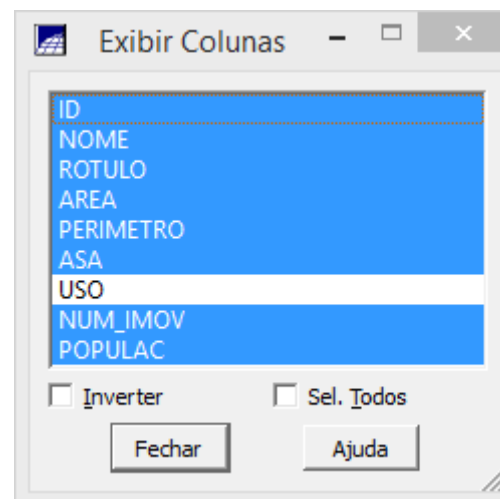 Exibir Colunas
ID
NOME
ROTULO
AREA
PERIMETRO
ASA
USO
NUM_IMOV
POPULAC
Inverter Sel. Todos
Fechar Ajuda